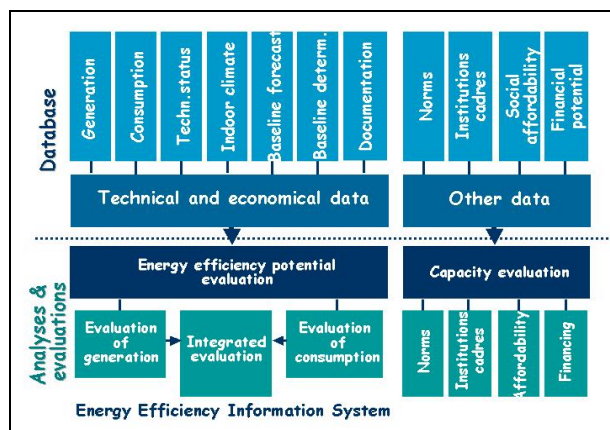 Database
Generation
Consumption
Techn.status
Indoor climate
Baseline forecast
Baseline determ.
Documentation
Norms
Institutions
cadres
Social
affordability
Financial
potential
Technical and economical data
Other data
Analyses &
evaluations
Energy efficiency potential
evaluation
Capacity evaluation
Evaluation
of
generation
Integrated
evaluation
Evaluation
of
consumption
Norms
Institutions
cadres
Affordability
Financing
Energy Efficiency Information System